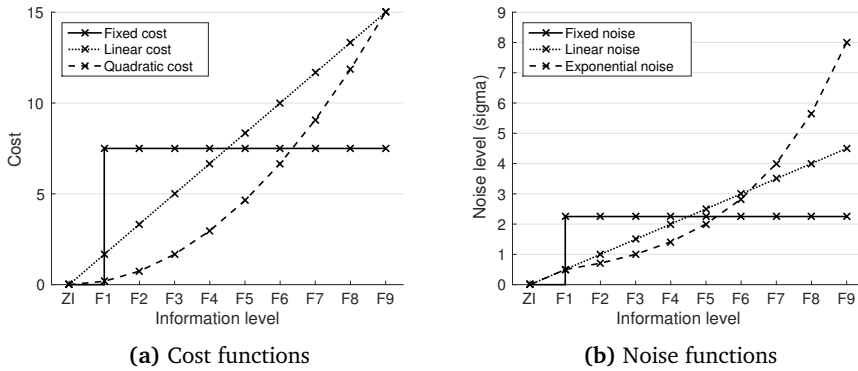 15
10
5
0
Cost
Fixed cost
Linear cost
Quadratic cost
ZI F1 F2 F3 F4 F5 F6 F7 F8 F9
Information level
(a) Cost functions
9
8
7
6
5
4
3
2
1
0
Noise level (sigma)
Fixed noise
Linear noise
Exponential noise
ZI F1 F2 F3 F4 F5 F6 F7 F8 F9
Information level
(b) Noise functions